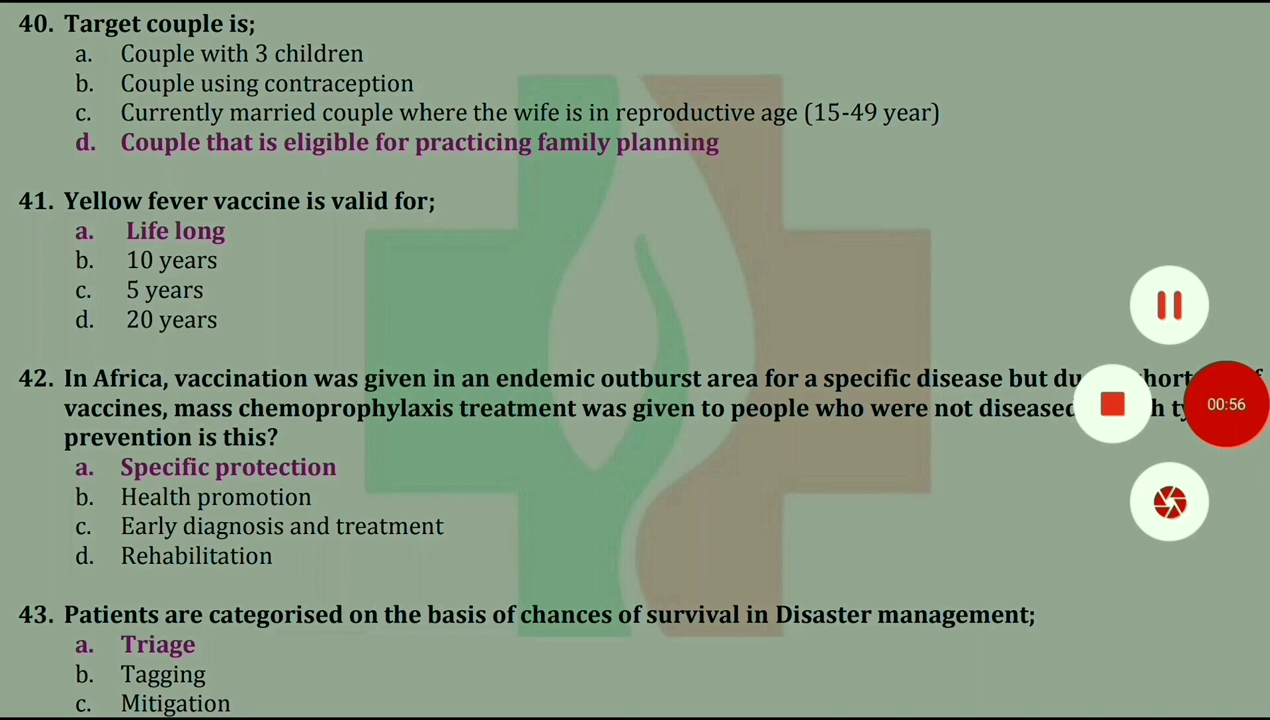 40. Target couple is;
a. Couple with 3 children
b. Couple using contraception
c. Currently married couple where the wife is in reproductive age (15-49 year)
d. Couple that is eligible for practicing family planning
41. Yellow fever vaccine is valid for;
a. Life long
b. 10 years
c. 5 years
d. 20 years
42. In Africa, vaccination was given in an endemic outburst area for a specific disease but
vaccines, mass chemoprophylaxis treatment was given to people who were not diseased
prevention is this?
a. Specific protection
b. Health promotion
c. Early diagnosis and treatment
d. Rehabilitation
43. Patients are categorised on the basis of chances of survival in Disaster management;
a. Triage
b. Tagging
c. Mitigation
00:56